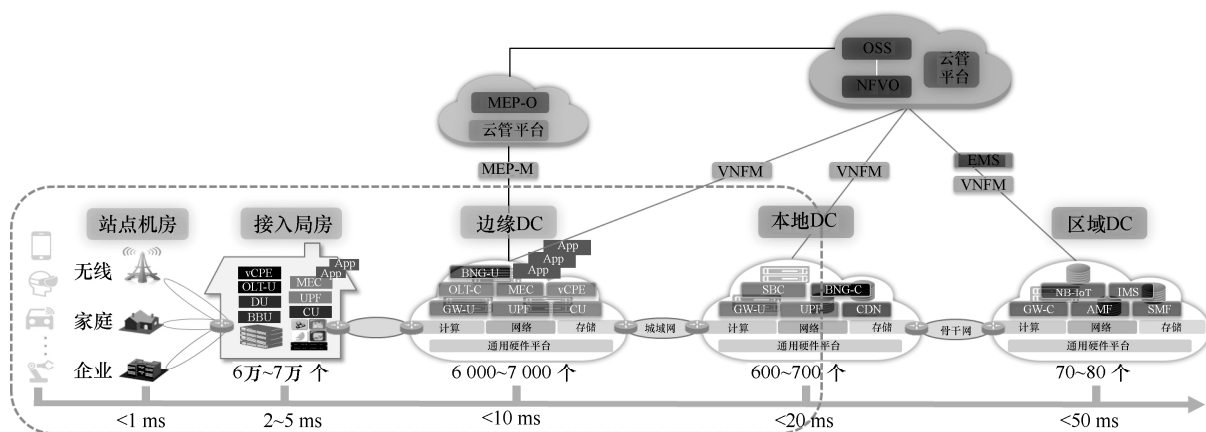 OSS
NFVO
云管
平台
MEP-O
云管平台
MEP-M
VNFM
VNFM
EMS
VNFM
站点机房
接入局房
边缘DC
本地DC
区域DC
无线
家庭
企业
vCPE
OLT-U
DU
BBU
App
App
MEC
UPF
CU
6万~7万 个
App
App
App
BNG-U
OLT-C
MEC
vCPE
GW-U
UPF
CU
计算
网络
存储
通用硬件平台
6 000~7 000 个
城域网
SBC
BNG-C
GW-U
UPF
CDN
计算
网络
存储
通用硬件平台
600~700 个
骨干网
NB-IoT
IMS
GW-C
AMF
SMF
计算
网络
存储
通用硬件平台
70~80 个
<1 ms
2~5 ms
<10 ms
<20 ms
<50 ms